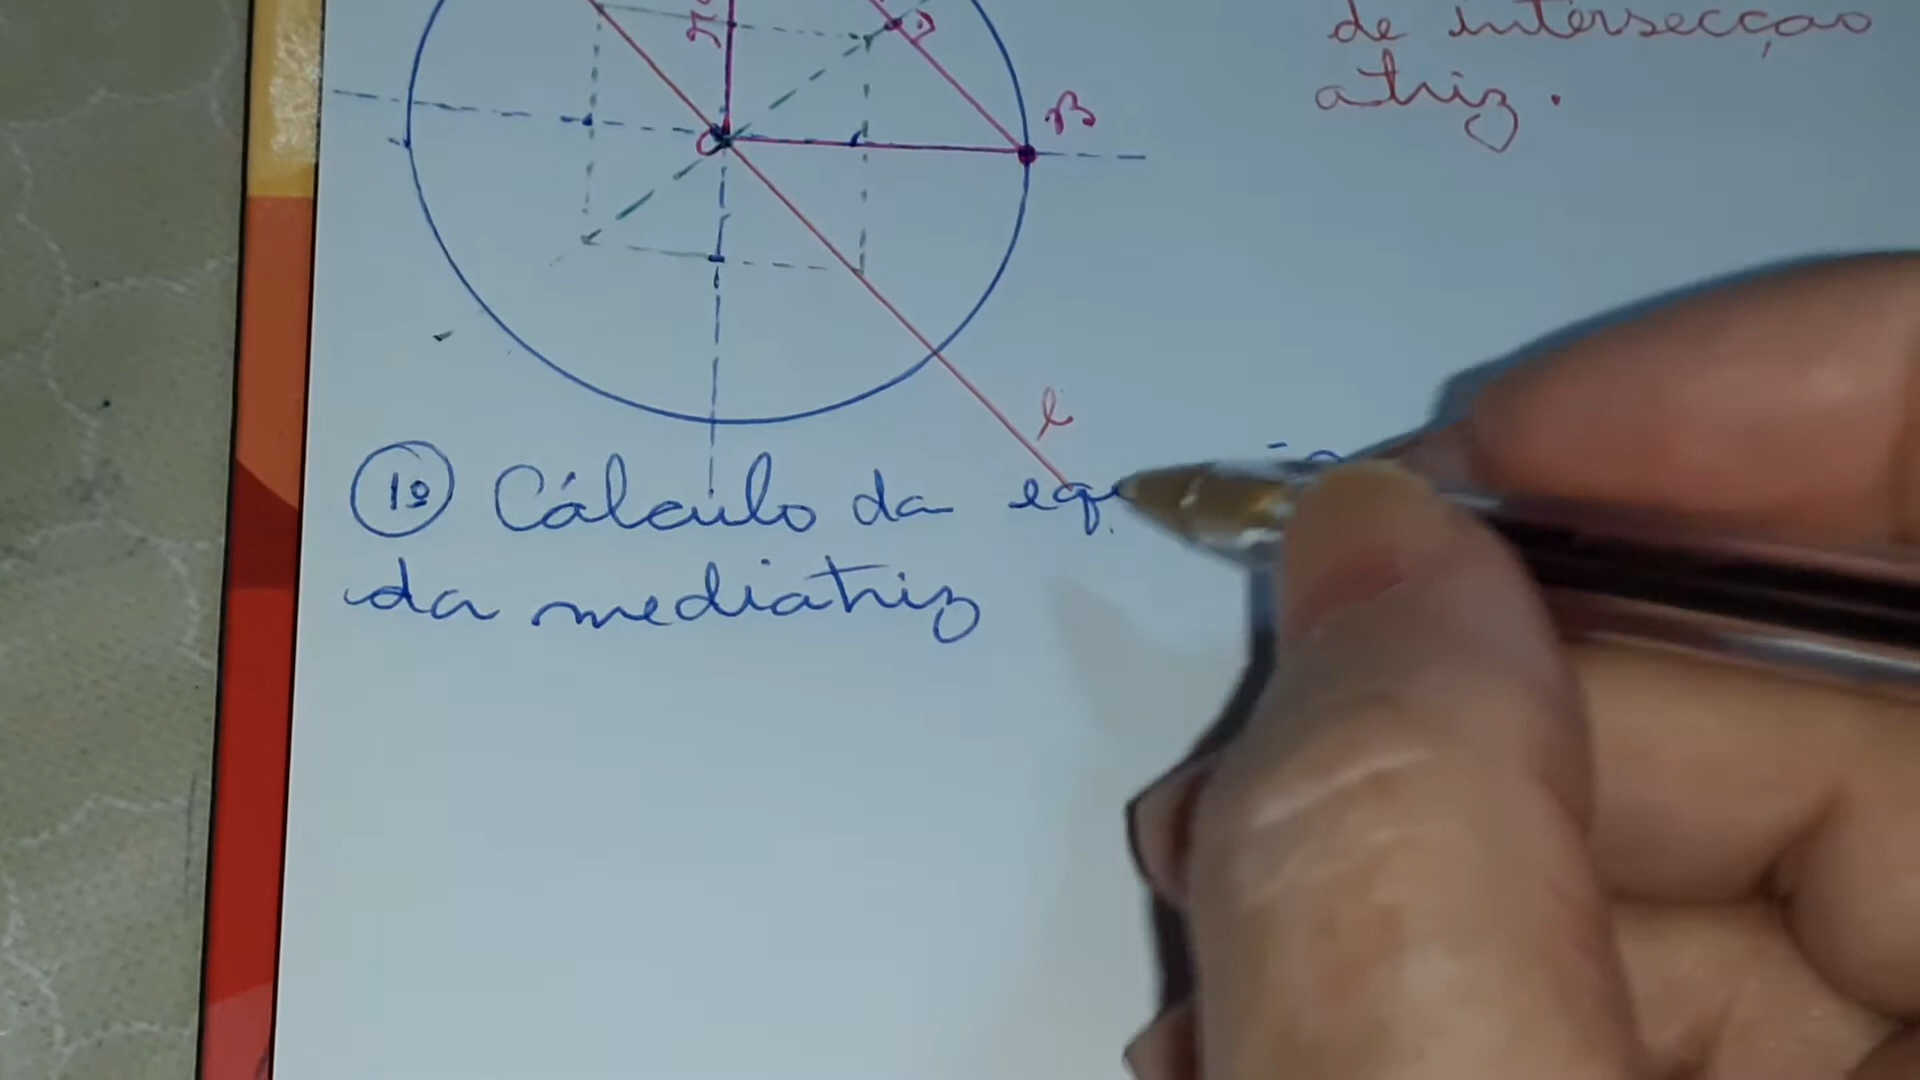 de intersecção
atriz.
B
C
l
1º Cálculo da eq
da mediatriz